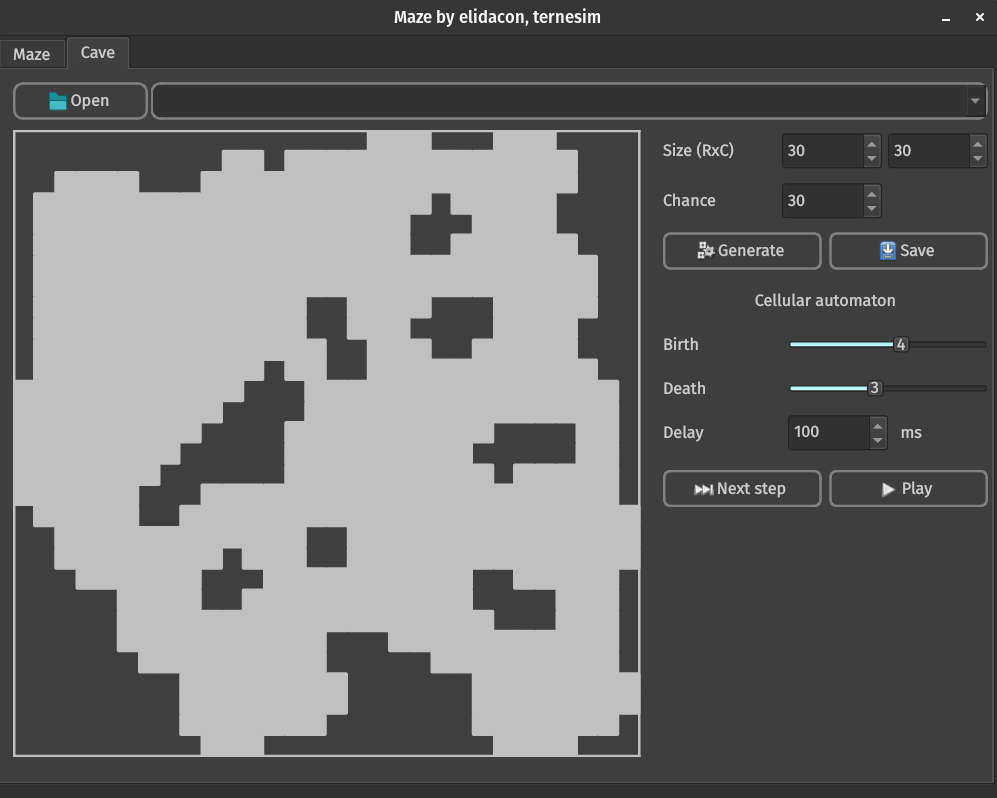 Maze by elidacon, ternesim
Maze Cave
Open
Size (RxC) 30 30
Chance 30
Generate Save
Cellular automaton
Birth 4
Death 3
Delay 100 ms
Next step Play